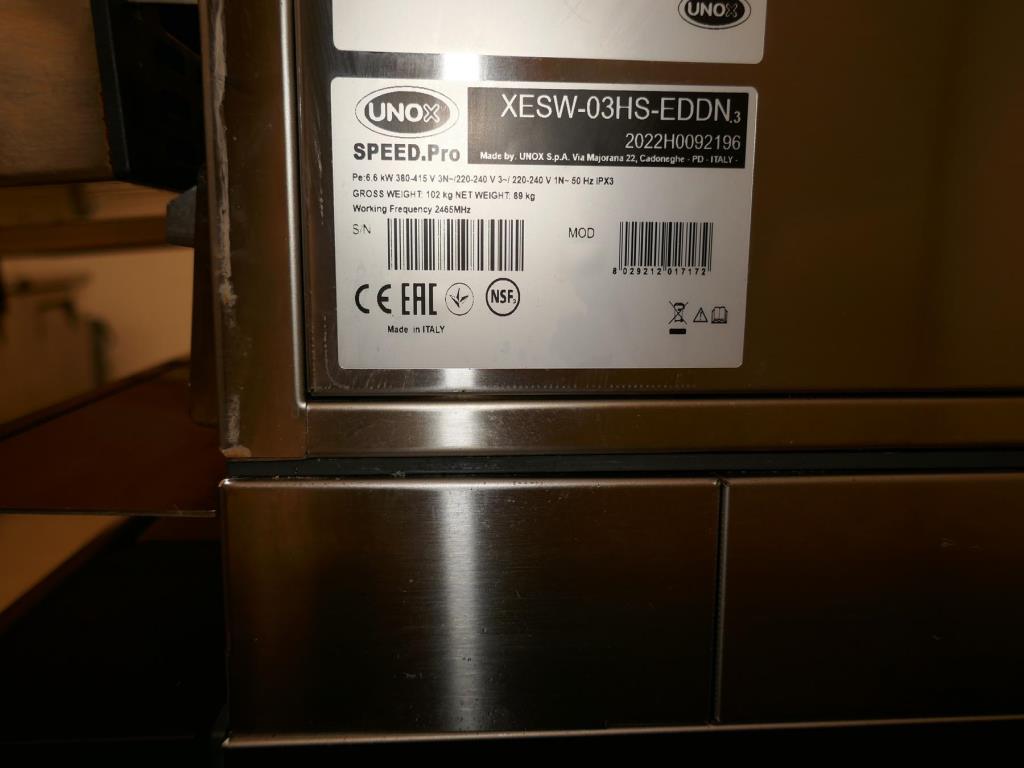 UNOX
UNOX
XESW-03HS-EDDN.3
2022H0092196
SPEED.Pro
Made by. UNOX S.p.A. Via Majorana 22, Cadoneghe - PD - ITALY -
Pe:6.6 kW 380-415 V 3N~/220-240 V 3~/ 220-240 V 1N~ 50 Hz IPX3
GROSS WEIGHT: 102 kg NET WEIGHT: 89 kg
Working Frequency 2465MHz
S/N
MOD
8 029212 017172
CE EAC
NSF
Made in ITALY